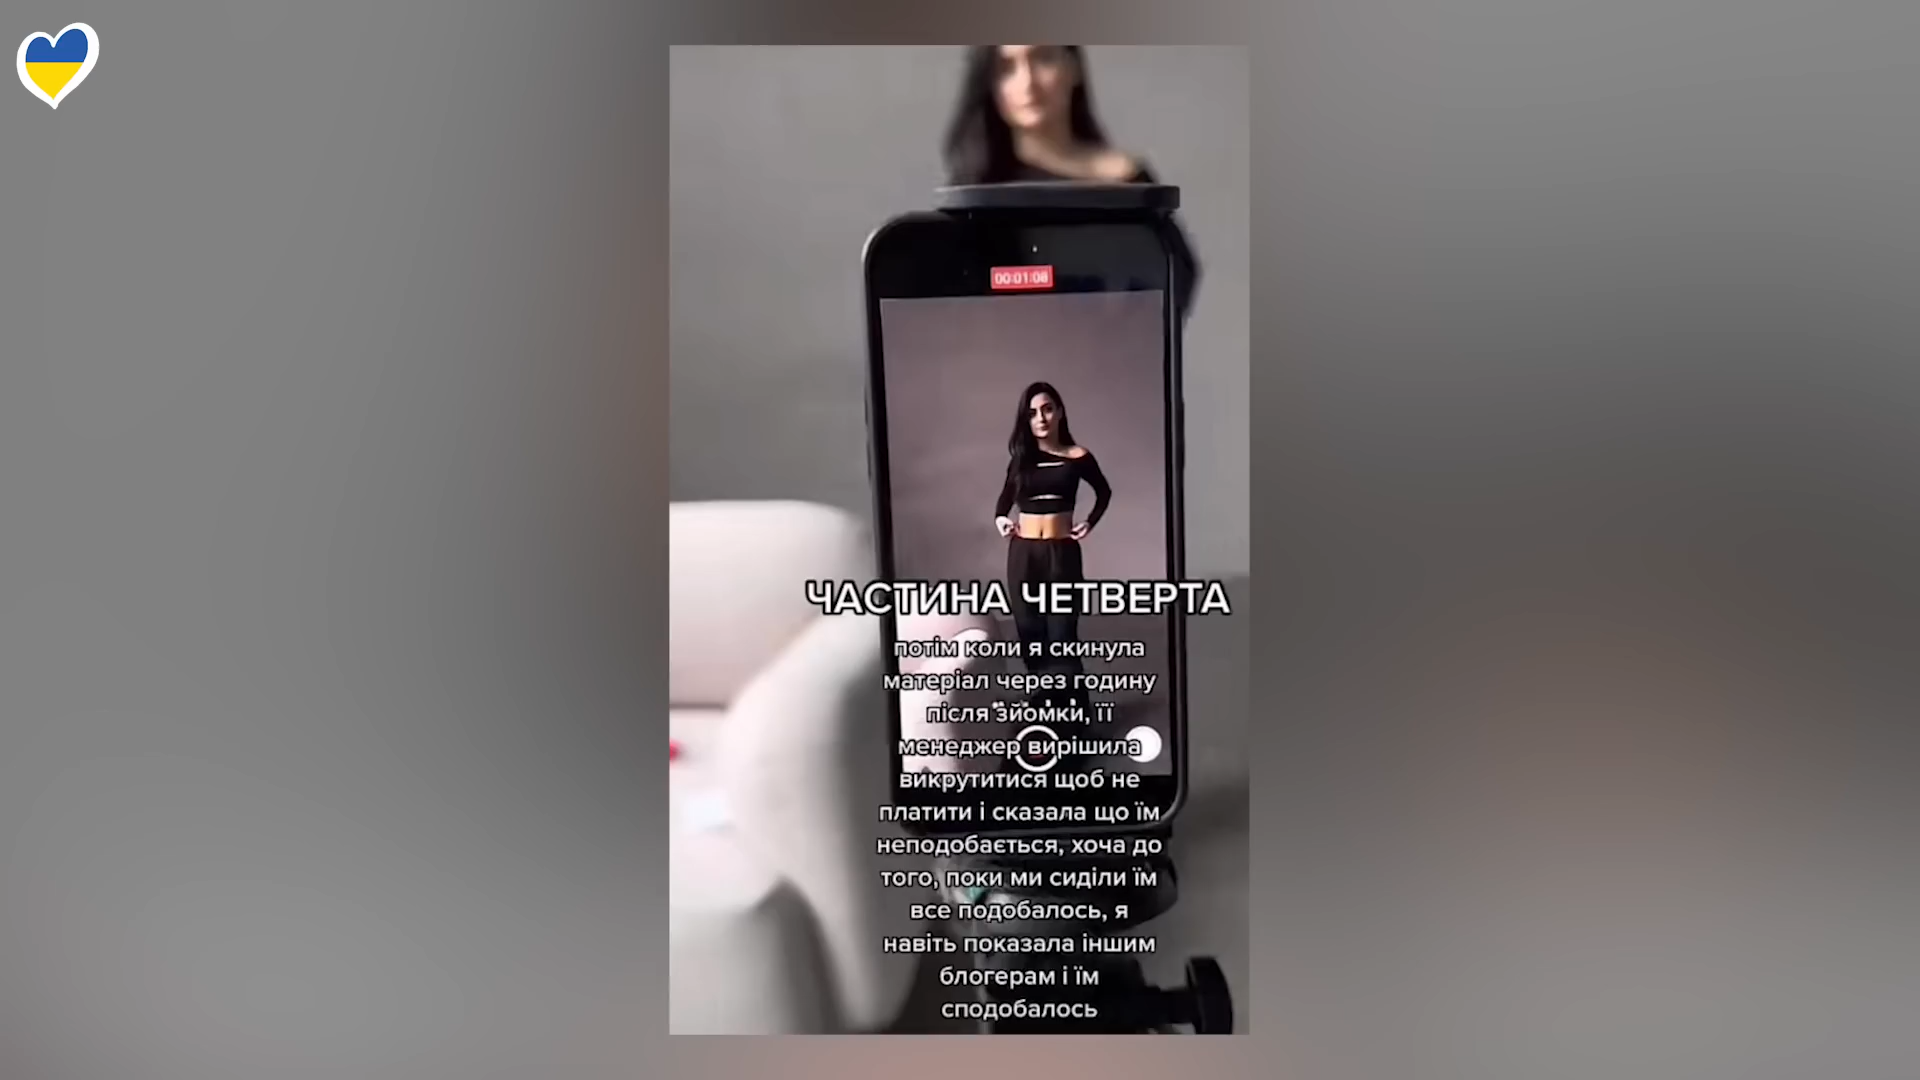 00:01:08
ЧАСТИНА ЧЕТВЕРТА
потім коли я скинула
матеріал через годину
після зйомки, її
менеджер вирішила
викрутитися щоб не
платити і сказала що їм
неподобається, хоча до
того, поки ми сиділи їм
все подобалось, я
навіть показала іншим
блогерам і їм
сподобалось